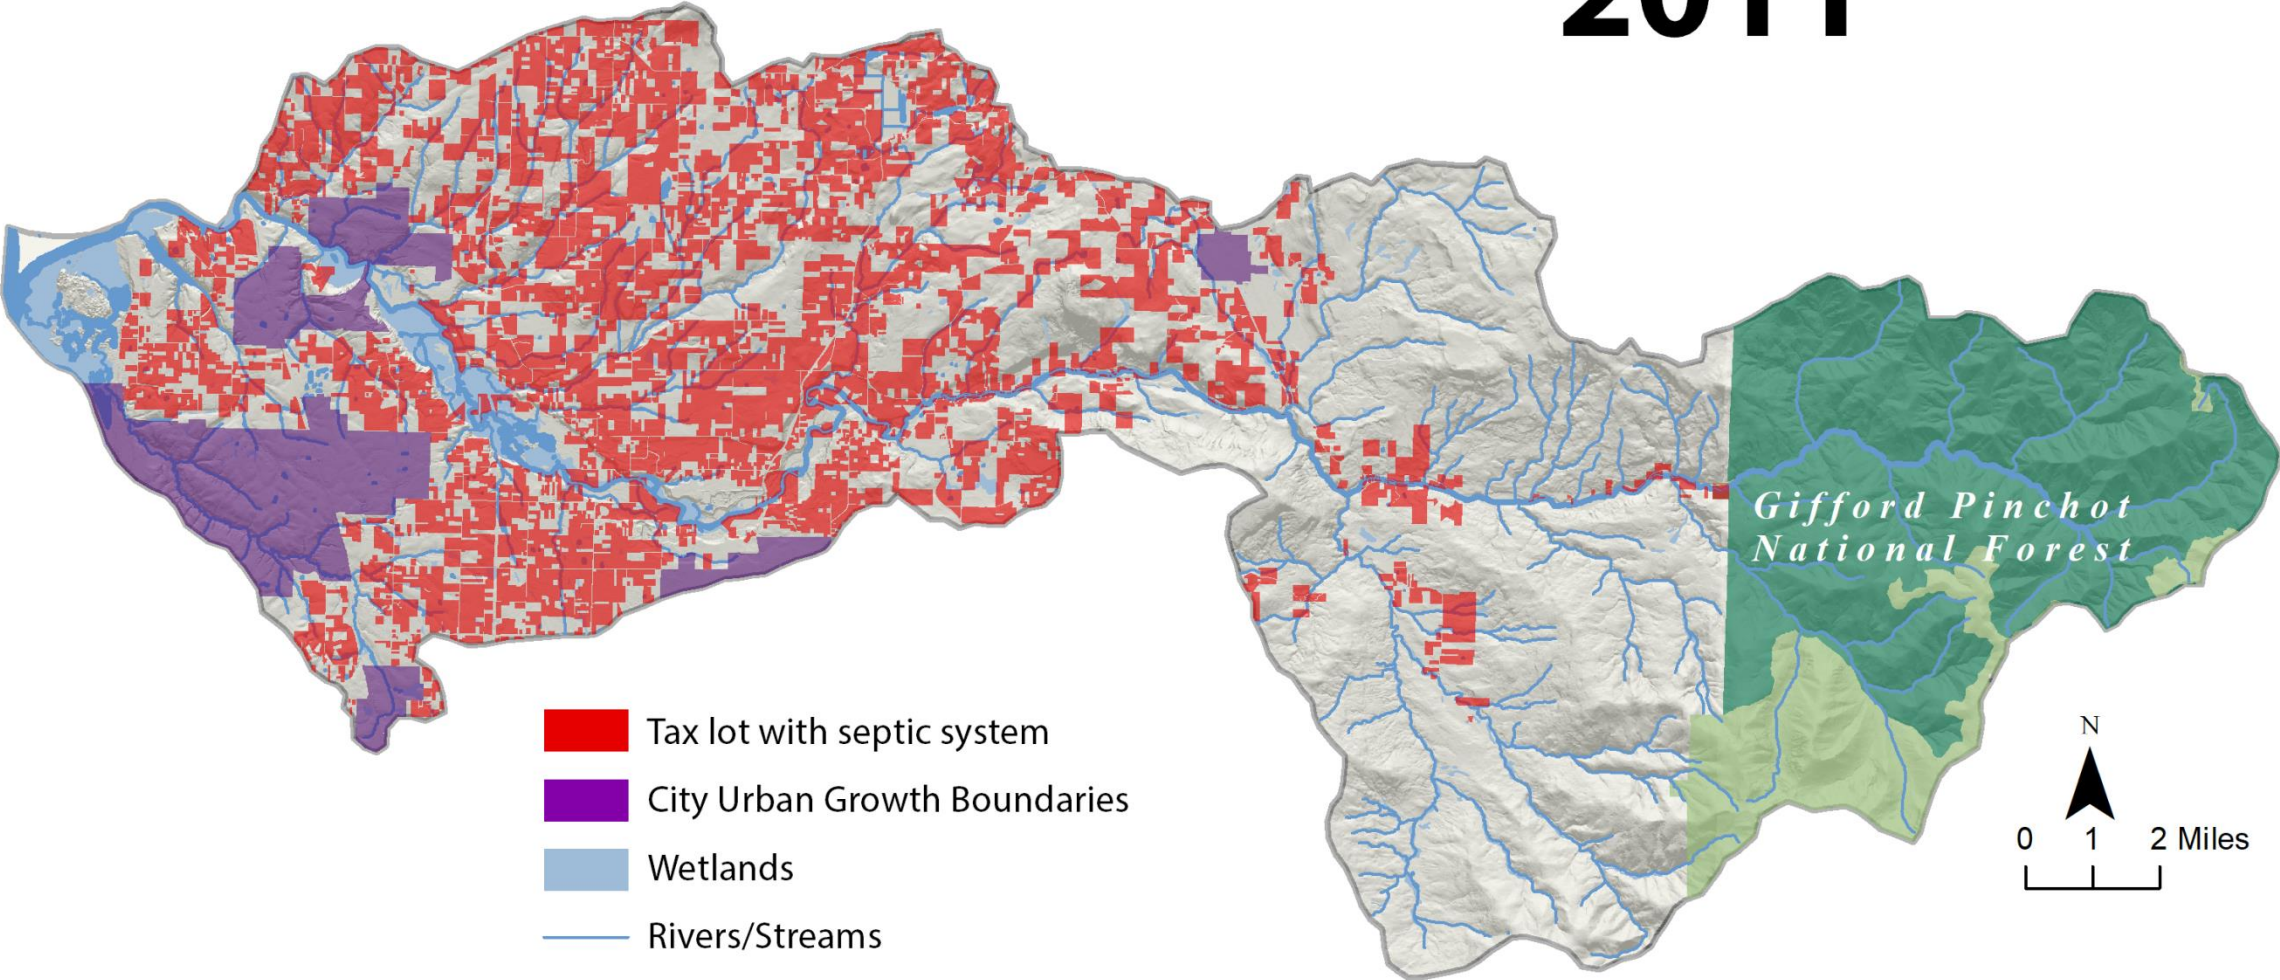 2011
Gifford Pinchot
National Forest
Tax lot with septic system
City Urban Growth Boundaries
Wetlands
Rivers/Streams
N
0 1 2 Miles